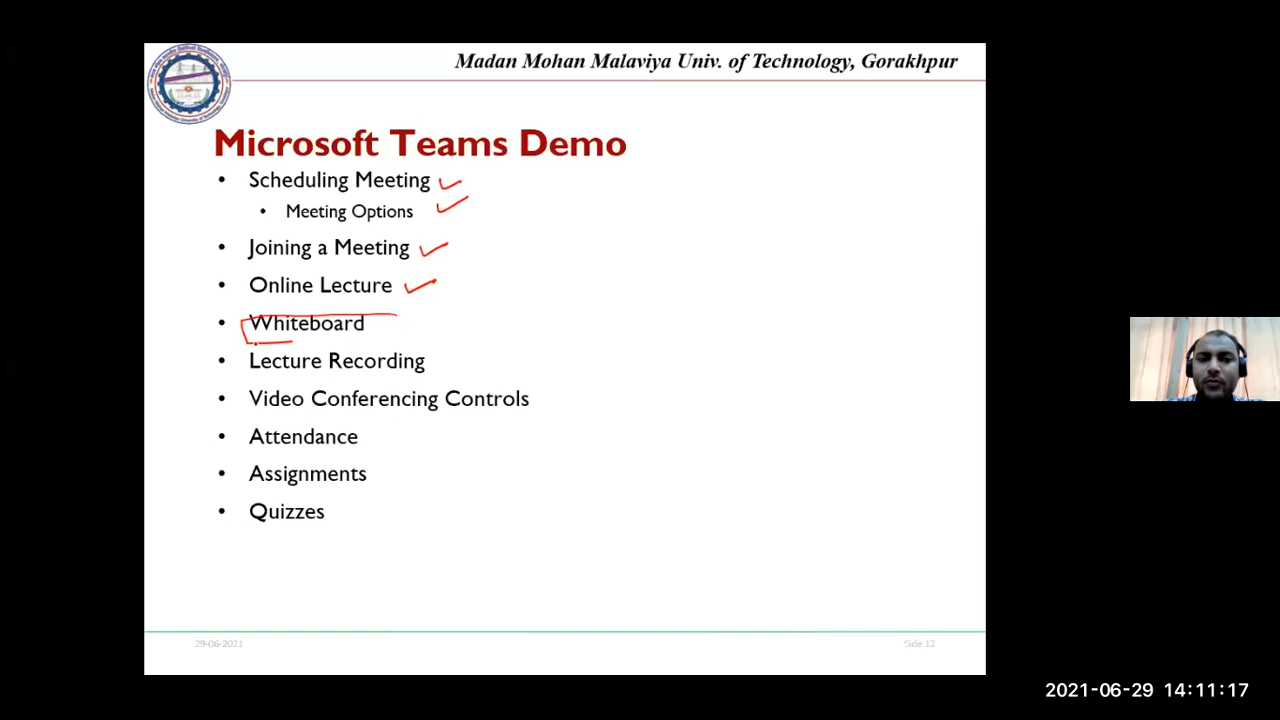 Madan Mohan Malaviya Univ. of Technology, Gorakhpur
Microsoft Teams Demo
• Scheduling Meeting
• Meeting Options
• Joining a Meeting
• Online Lecture
• Whiteboard
• Lecture Recording
• Video Conferencing Controls
• Attendance
• Assignments
• Quizzes
29-06-2021
Side:12
2021-06-29 14:11:17